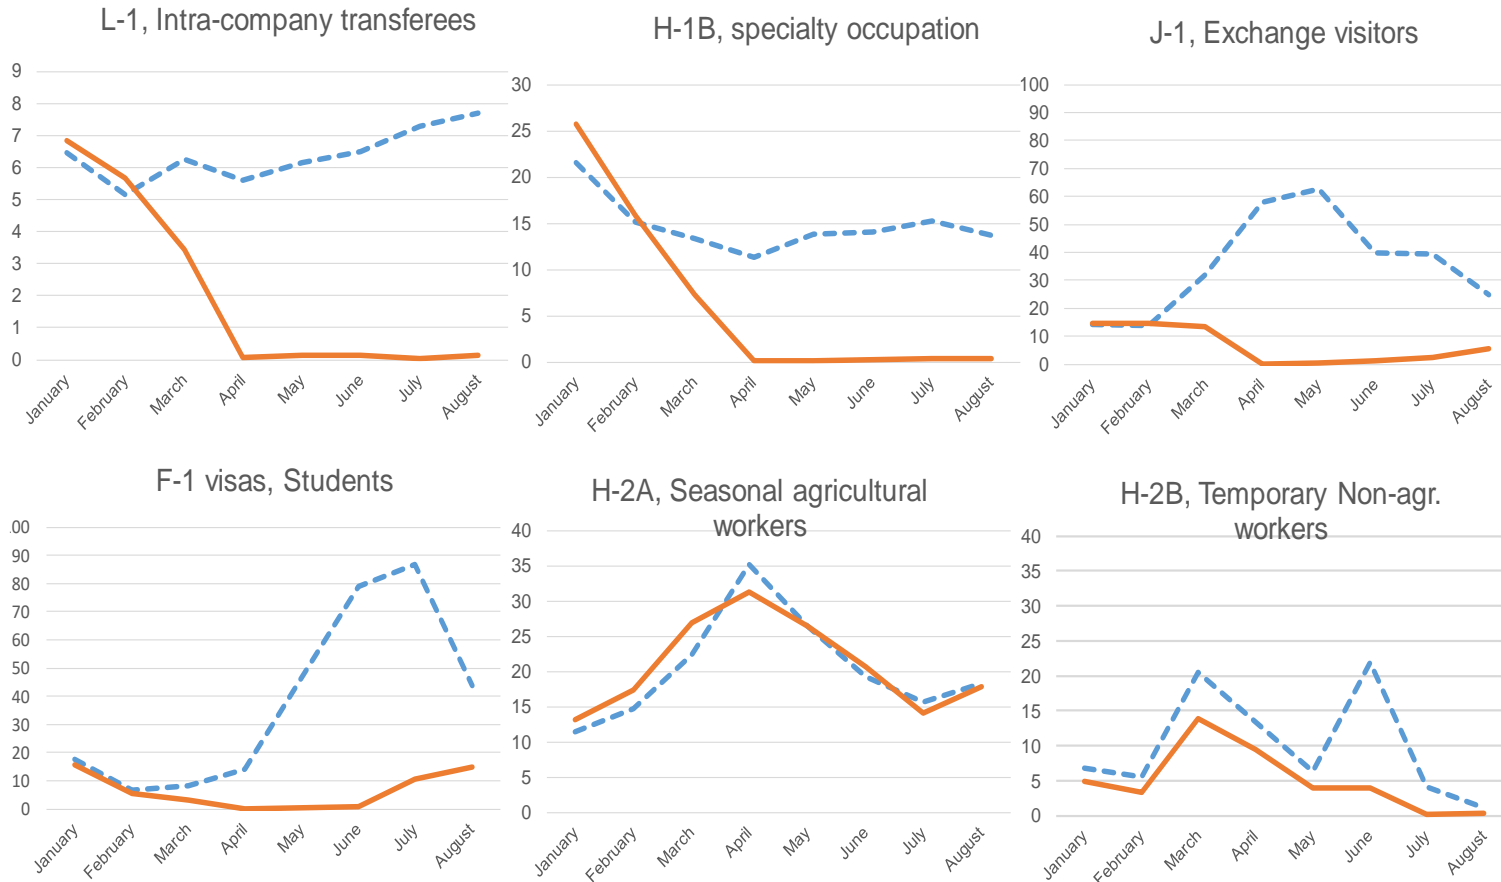 L-1, Intra-company transferees
9
8
7
6
5
4
3
2
1
0
January
February
March
April
May
June
July
August
H-1B, specialty occupation
30
25
20
15
10
5
0
January
February
March
April
May
June
July
August
J-1, Exchange visitors
100
90
80
70
60
50
40
30
20
10
0
January
February
March
April
May
June
July
August
F-1 visas, Students
00
90
80
70
60
50
40
30
20
10
0
January
February
March
April
May
June
July
August
H-2A, Seasonal agricultural
workers
40
35
30
25
20
15
10
5
0
January
February
March
April
May
June
July
August
H-2B, Temporary Non-agr.
workers
40
35
30
25
20
15
10
5
0
January
February
March
April
May
June
July
August